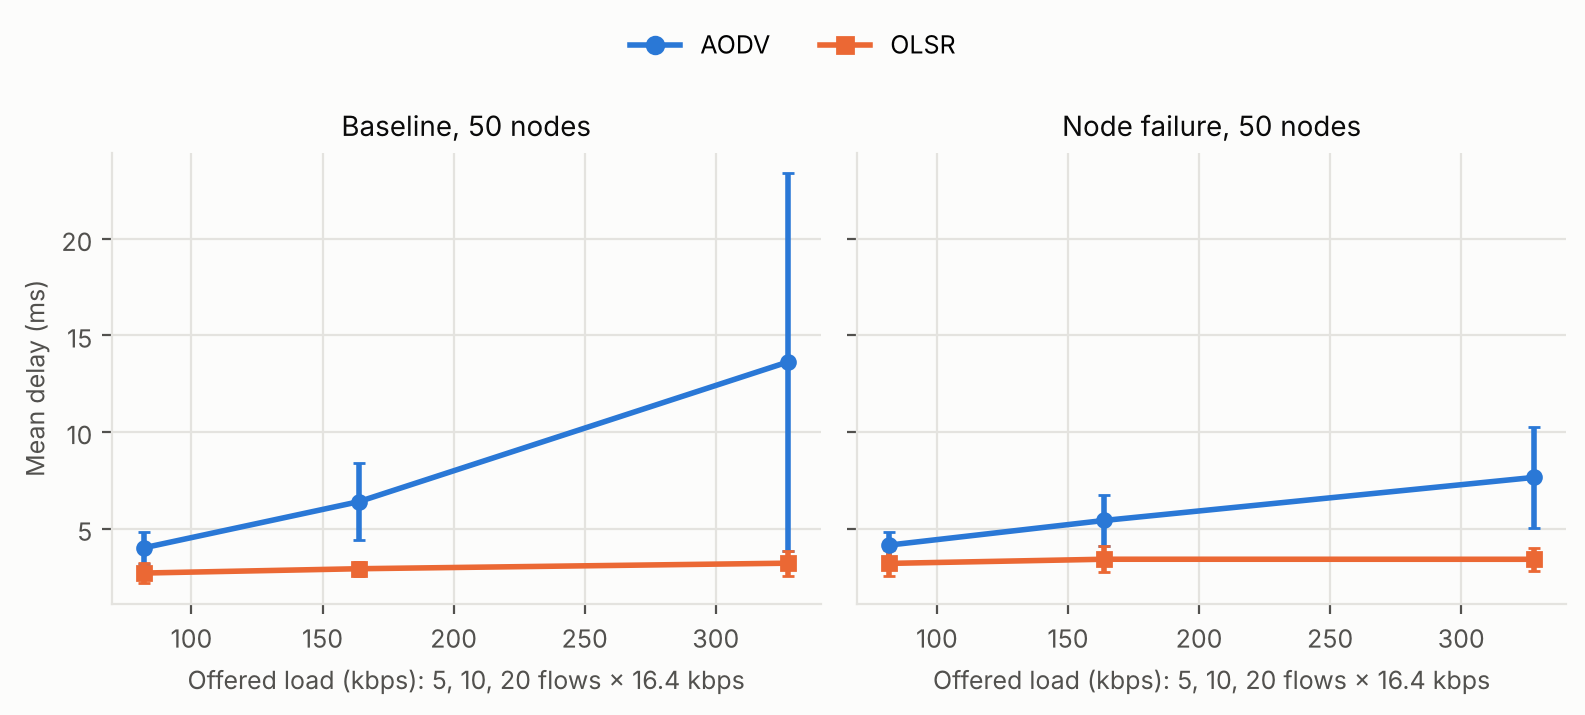 AODV OLSR
Baseline, 50 nodes
Node failure, 50 nodes
Mean delay (ms)
20
15
10
5
100 150 200 250 300
100 150 200 250 300
Offered load (kbps): 5, 10, 20 flows × 16.4 kbps
Offered load (kbps): 5, 10, 20 flows × 16.4 kbps